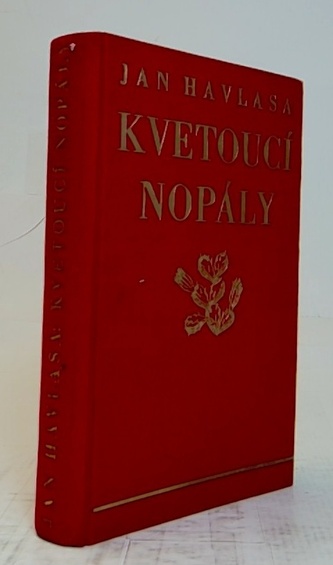 JAN HAVLASA
KVETOUCÍ
NOPÁLY
JAN HAVLASA: KVETOUCÍ NOPÁLY